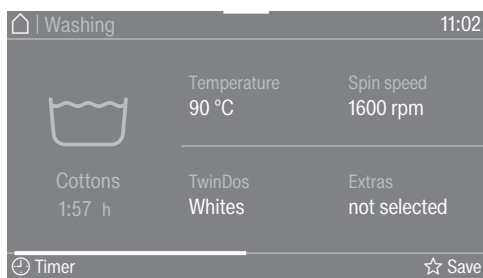 | Washing 11:02
Temperature Spin speed
90 °C 1600 rpm
Cottons TwinDos Extras
1:57 h Whites not selected
Timer Save